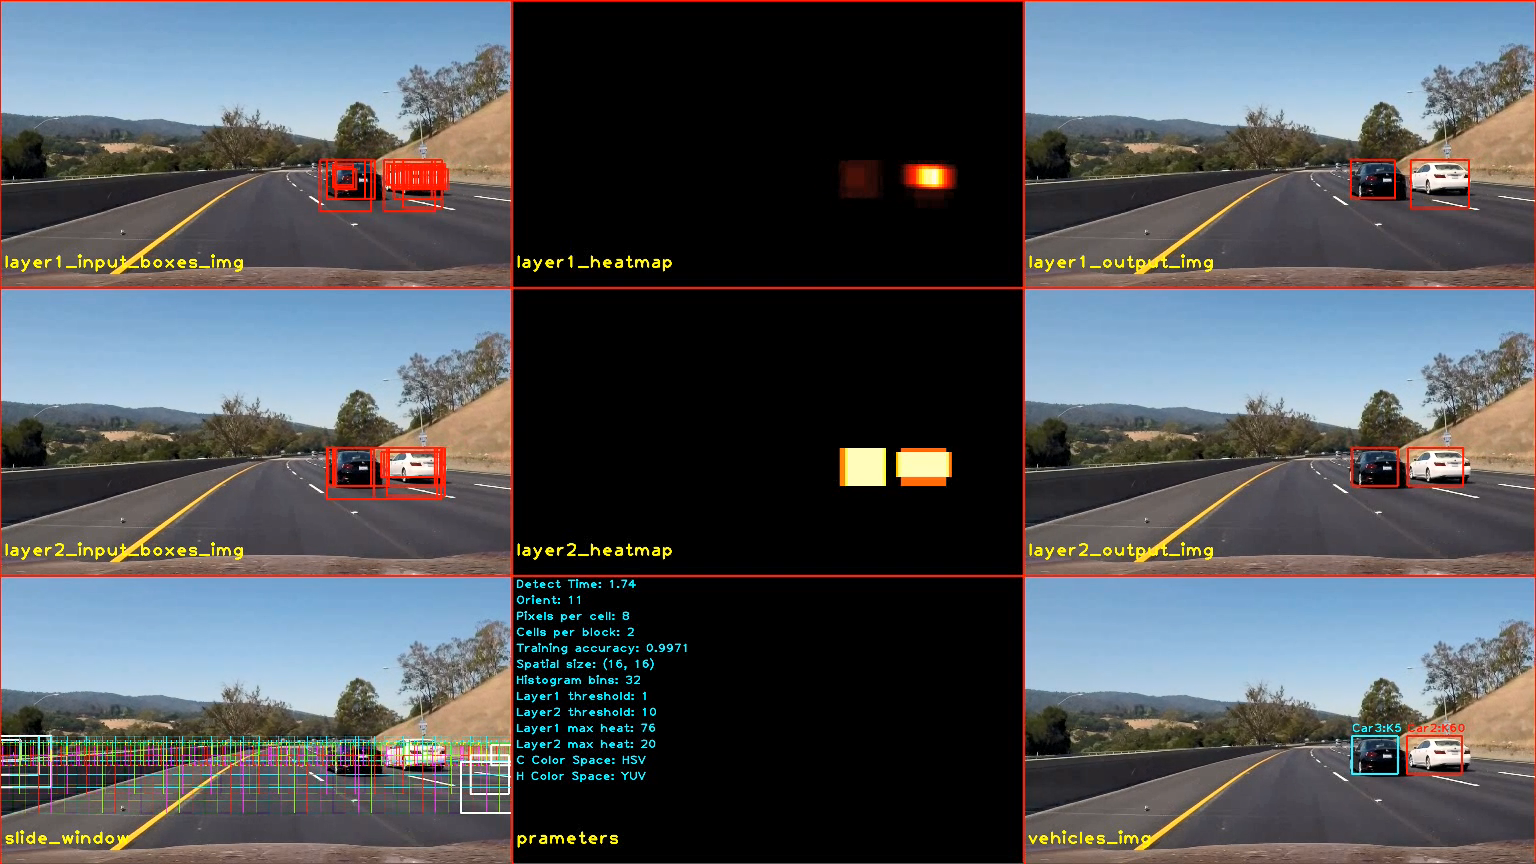 layer1_input_boxes_img
layer1_heatmap
layer1_output_img
layer2_input_boxes_img
layer2_heatmap
layer2_output_img
Detect Time: 1.74
Orient: 11
Pixels per cell: 8
Cells per block: 2
Training accuracy: 0.9971
Spatial size: (16, 16)
Histogram bins: 32
Layer1 threshold: 1
Layer2 threshold: 10
Layer1 max heat: 76
Layer2 max heat: 20
C Color Space: HSV
H Color Space: YUV
Car3:K5 Car2:K60
slide_window
prameters
vehicles_img